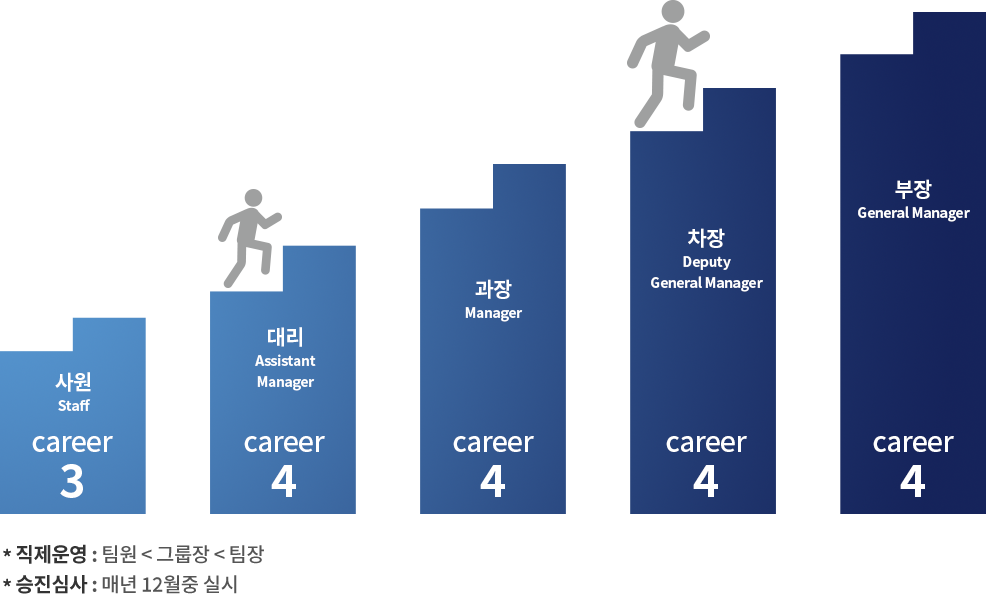 사원
Staff
career
3
대리
Assistant
Manager
career
4
과장
Manager
career
4
차장
Deputy
General Manager
career
4
부장
General Manager
career
4
* 직제운영 : 팀원 < 그룹장 < 팀장
* 승진심사 : 매년 12월중 실시